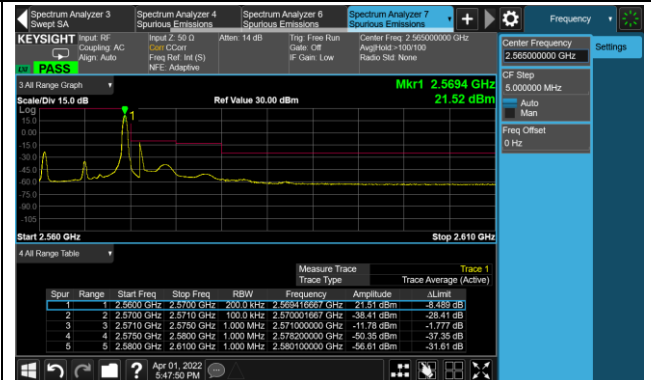 Spectrum Analyzer 3
Swept SA
Spectrum Analyzer 4
Spurious Emissions
Spectrum Analyzer 6
Spurious Emissions
Spectrum Analyzer 7
Spurious Emissions
Frequency
KEYSIGHT
Input: RF
Coupling: AC
Align: Auto
Input Z: 50 Ω
Corr CCorr
Freq Ref: Int (S)
NFE: Adaptive
Atten: 14 dB
Trig: Free Run
Gate: Off
IF Gain: Low
Center Freq: 2.565000000 GHz
Avg|Hold:>100/100
Radio Std: None
PASS
Center Frequency
2.565000000 GHz
Settings
CF Step
5.000000 MHz
Auto
Man
Freq Offset
0 Hz
3 All Range Graph
Mkr1 2.5694 GHz
21.52 dBm
Scale/Div 15.0 dB
Ref Value 30.00 dBm
Log
15.0
0.00
-15.0
-30.0
-45.0
-60.0
-75.0
-90.0
-105
1
Start 2.560 GHz
Stop 2.610 GHz
4 All Range Table
Measure Trace Trace 1
Trace Type Trace Average (Active)
Spur Range Start Freq Stop Freq RBW Frequency Amplitude ΔLimit
1 1 2.5600 GHz 2.5700 GHz 200.0 kHz 2.569416667 GHz 21.51 dBm -8.489 dB
2 2 2.5700 GHz 2.5710 GHz 100.0 kHz 2.570001667 GHz -38.41 dBm -28.41 dB
3 3 2.5710 GHz 2.5750 GHz 1.000 MHz 2.571000000 GHz -11.78 dBm -1.777 dB
4 4 2.5750 GHz 2.5800 GHz 1.000 MHz 2.578200000 GHz -50.35 dBm -37.35 dB
5 5 2.5800 GHz 2.6100 GHz 1.000 MHz 2.580100000 GHz -56.61 dBm -31.61 dB
Apr 01, 2022
5:47:50 PM